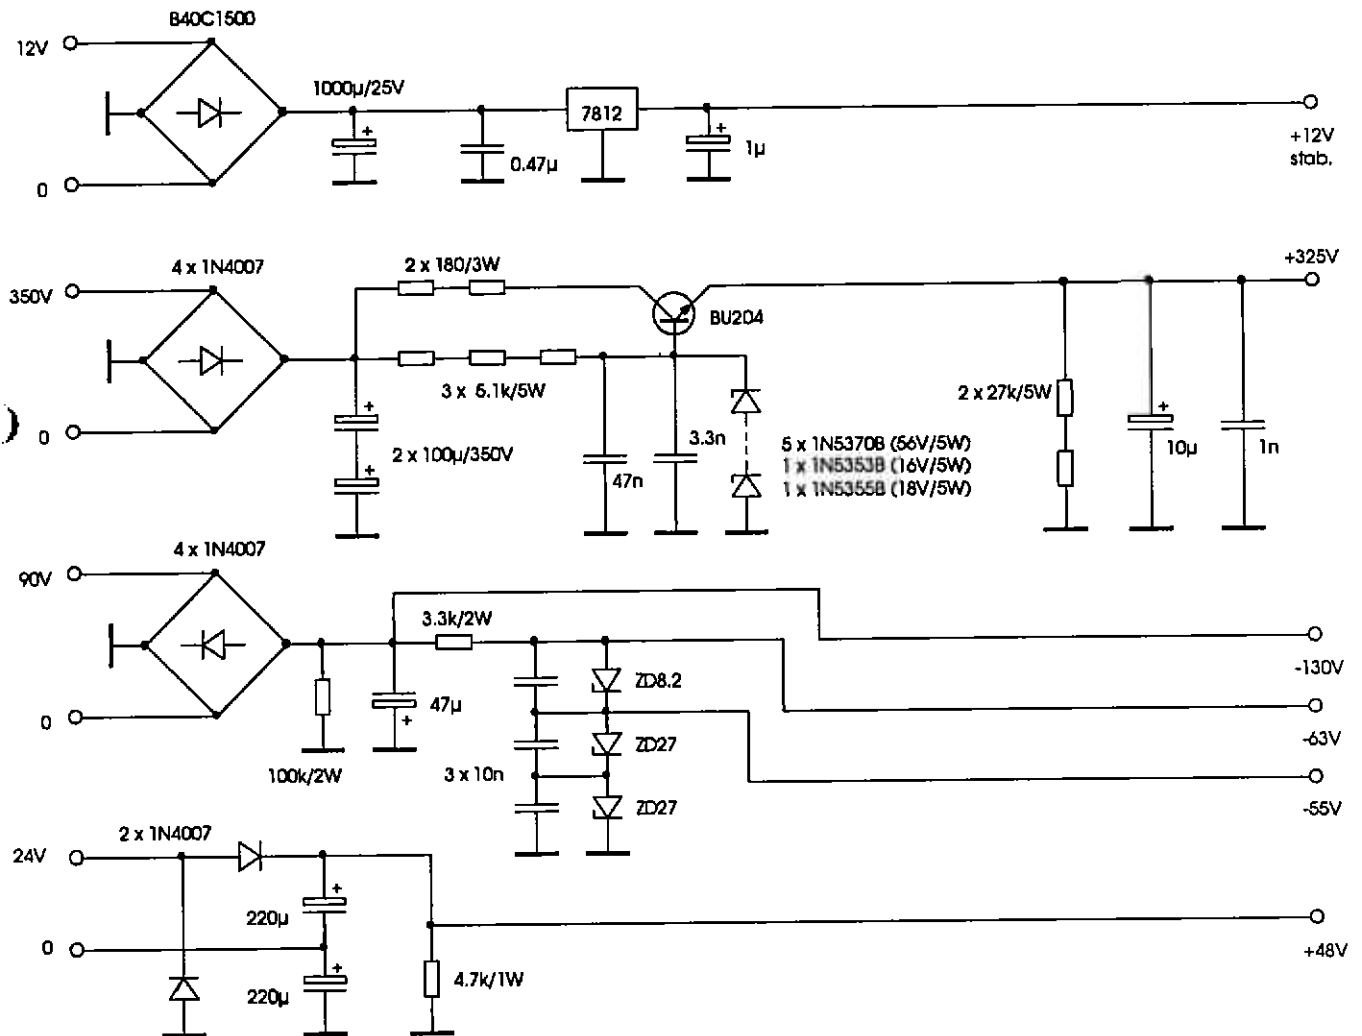 B40C1500
12V
1000µ/25V
+
7812
+
0.47µ
1µ
+12V
stab.
0
4 x 1N4007
2 x 180/3W
+325V
350V
BU204
3 x 5.1k/5W
2 x 27k/5W
+
+
0
2 x 100µ/350V
3.3n
5 x 1N5370B (56V/5W)
10µ
1n
+
47n
1 x 1N5353B (16V/5W)
1 x 1N5355B (18V/5W)
4 x 1N4007
90V
3.3k/2W
-130V
ZD8.2
47µ
+
0
-63V
ZD27
100k/2W
3 x 10n
-55V
ZD27
2 x 1N4007
24V
+
220µ
0
+48V
+
220µ
4.7k/1W